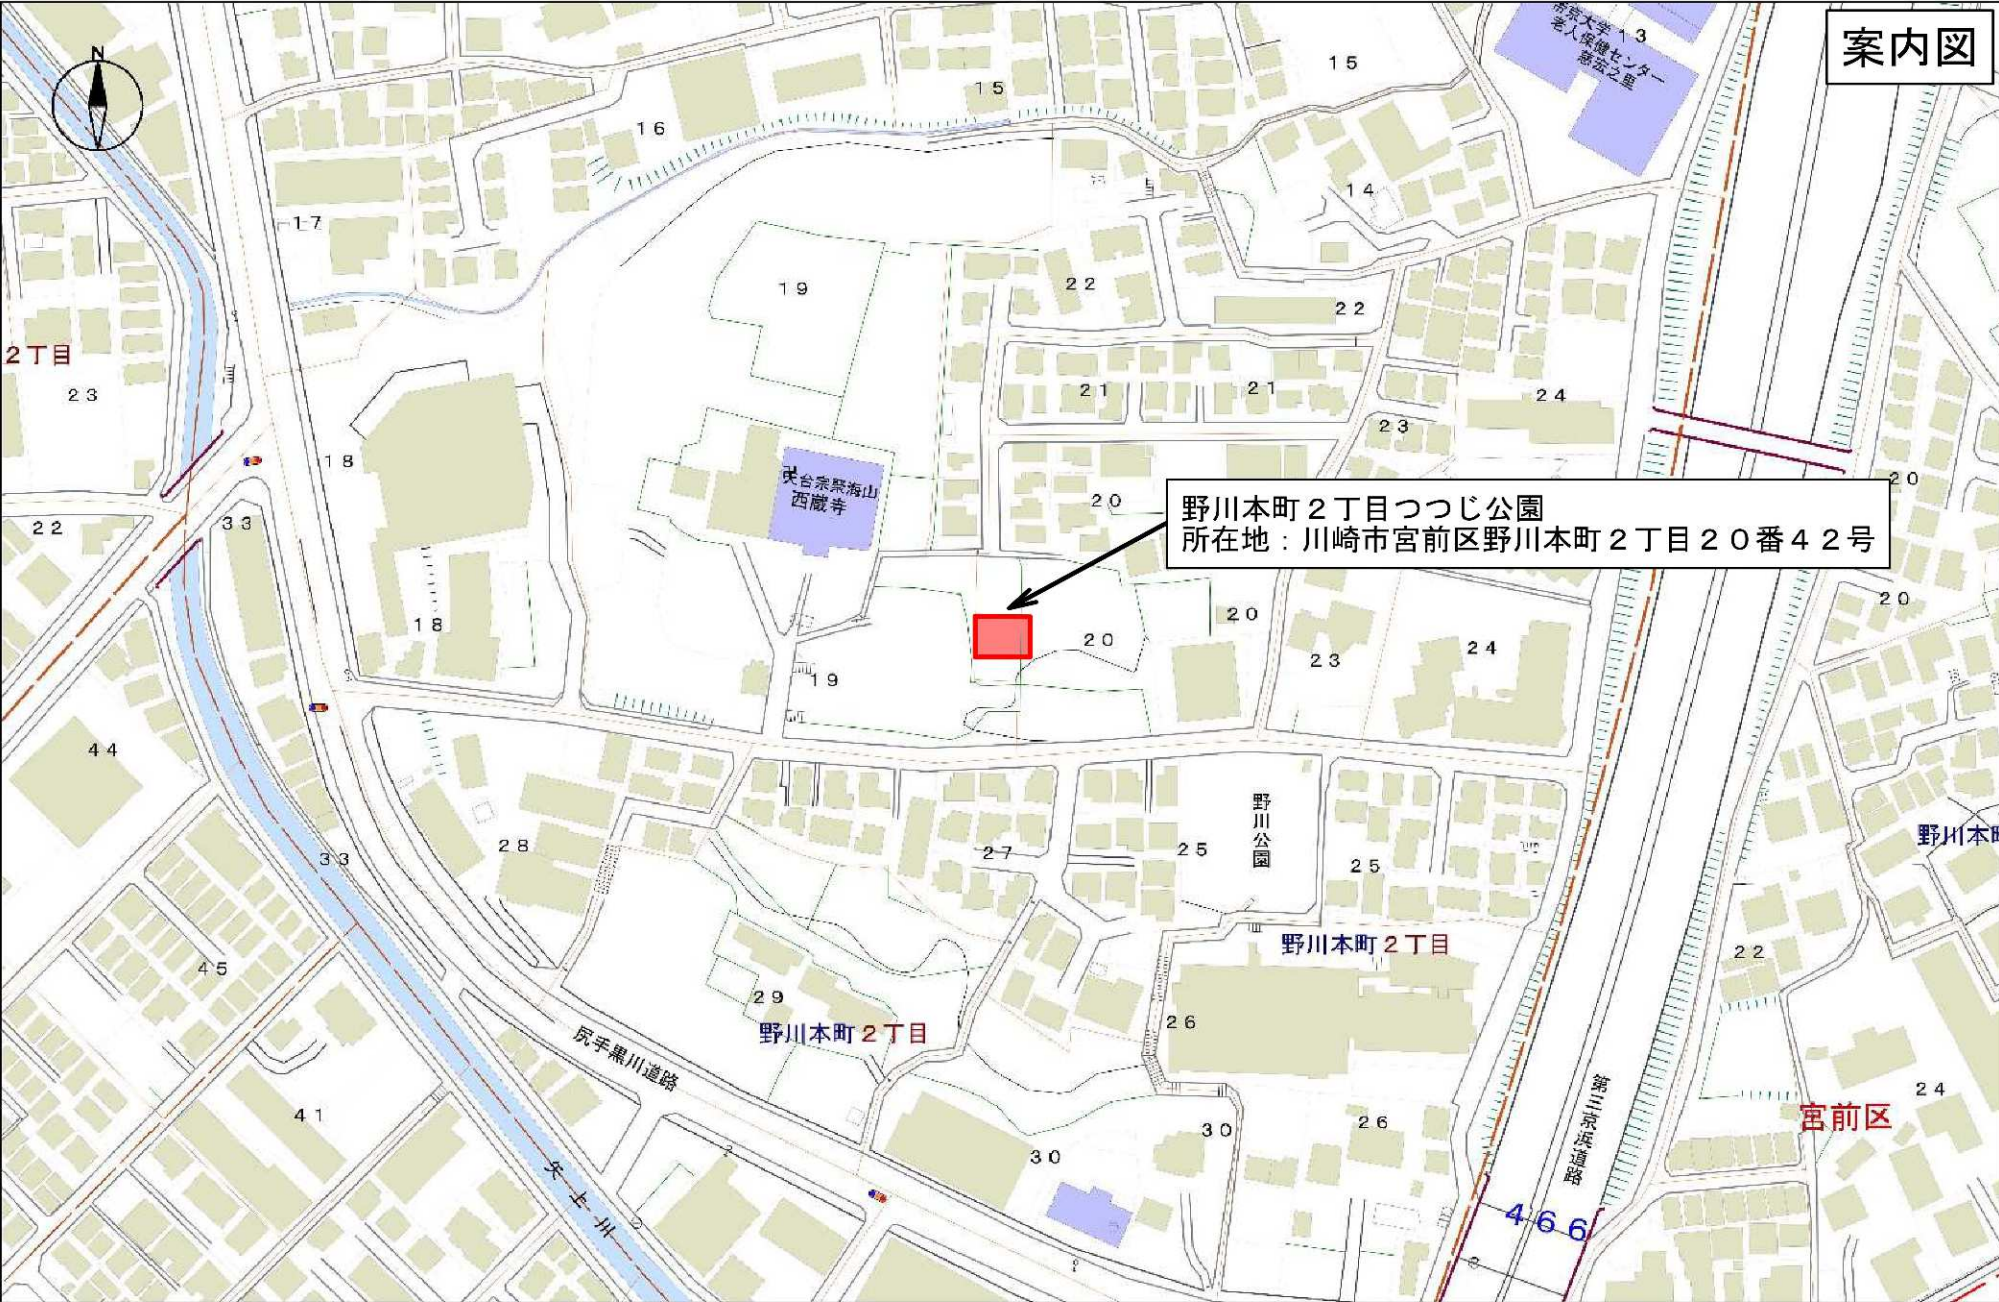 案内図
N
帝京大学
老人保健センター
慈宏之里
13
15
15
16
14
17
19
22
22
2丁目
23
21
21
24
23
18
天台宗聚海山
西蔵寺
20
20
野川本町2丁目つつじ公園
所在地：川崎市宮前区野川本町2丁目20番42号
22
33
18
20
20
20
23
24
19
44
野川公園
野川本町
28
27
25
25
33
45
野川本町2丁目
22
29
野川本町2丁目
26
尻手黒川道路
第三京浜道路
24
宮前区
41
30
30
26
矢上川
466